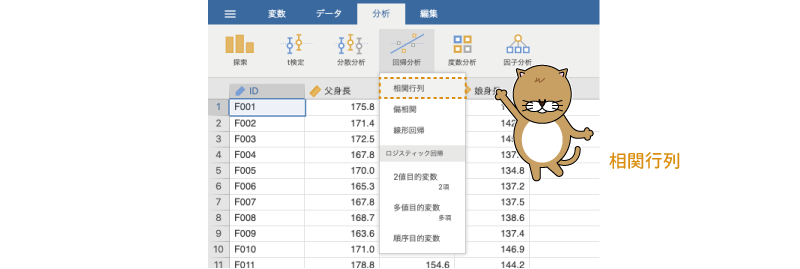 変数 データ 分析 編集
探索 t検定 分散分析 回帰分析 度数分析 因子分析
ID 父身長 娘身長
相関行列
偏相関
線形回帰
ロジスティック回帰
2値目的変数
2項
多値目的変数
多項
順序目的変数
相関行列
1 F001 175.8
2 F002 171.4
3 F003 172.5
4 F004 167.8
5 F005 170.0 134.8
6 F006 165.3 137.2
7 F007 167.8 137.5
8 F008 168.7 138.6
9 F009 163.6 137.4
10 F010 171.0 146.9
11 F011 178.8 154.6 144.2